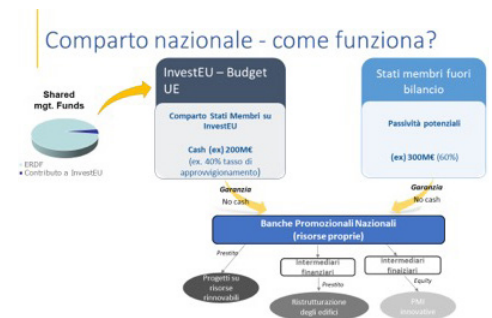 Comparto nazionale - come funziona?
InvestEU – Budget
UE
Comparto Stati Membri su
InvestEU
Cash (ex) 200M€
(ex. 40% tasso di
approvvigionamento)
Stati membri fuori
bilancio
Passività potenziali
(ex) 300M€ (60%)
Shared
mgt. Funds
ERDF
Contributo a InvestEU
Garanzia
No cash
Garanzia
No cash
Banche Promozionali Nazionali
(risorse proprie)
Prestito
Intermediari
finanziari
Intermediari
finaiziari
Progetti su
risorse
rinnovabili
Prestito
Equity
Ristrutturazione
degli edifici
PMI
innovative